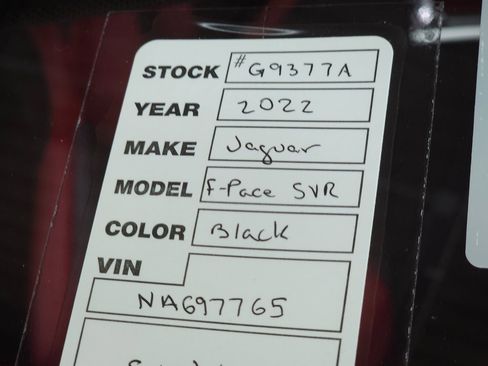 STOCK #G9377A
YEAR 2022
MAKE Jaguar
MODEL F-Pace SVR
COLOR Black
VIN
NA697765